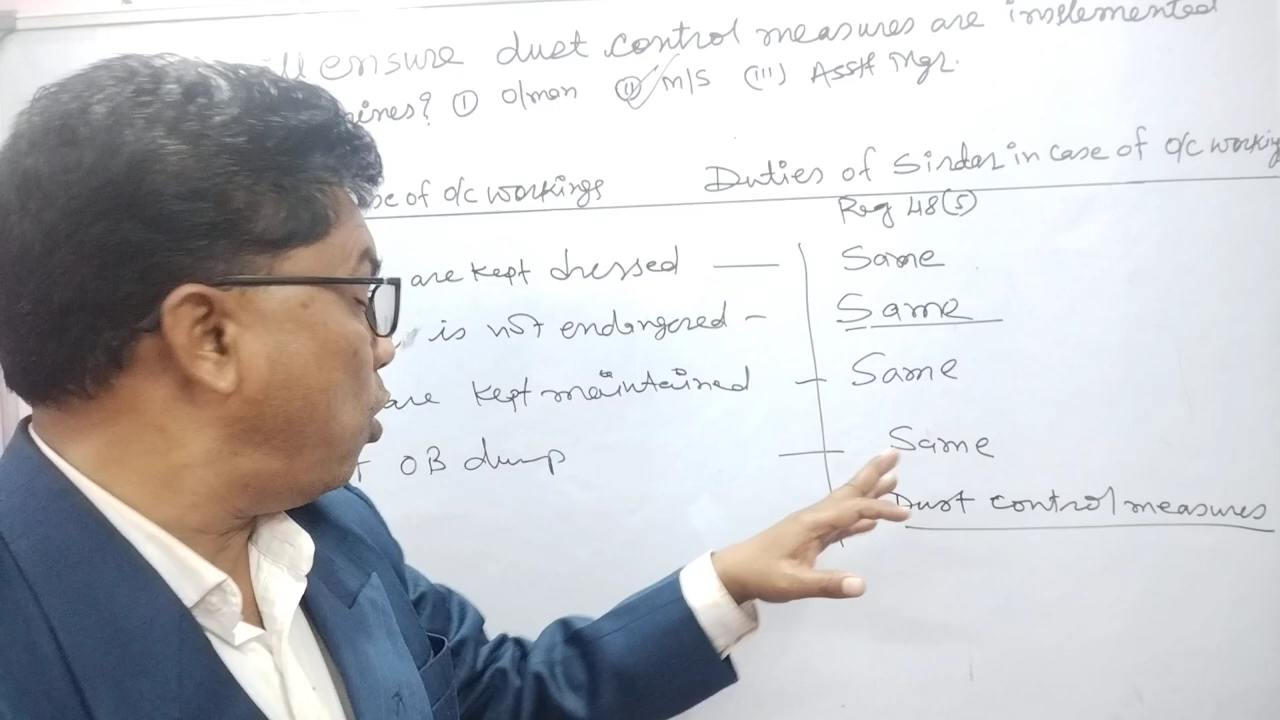 ensure dust control measures are implemented
mines? (i) O/man (ii) m/s (iii) Asstt Mgr.
of o/c workings Duties of Sirdar in case of o/c working
Reg 48(5)
are kept dressed — Same
is not endangered - Same
are kept maintained - Same
OB dump — Same
Dust control measures